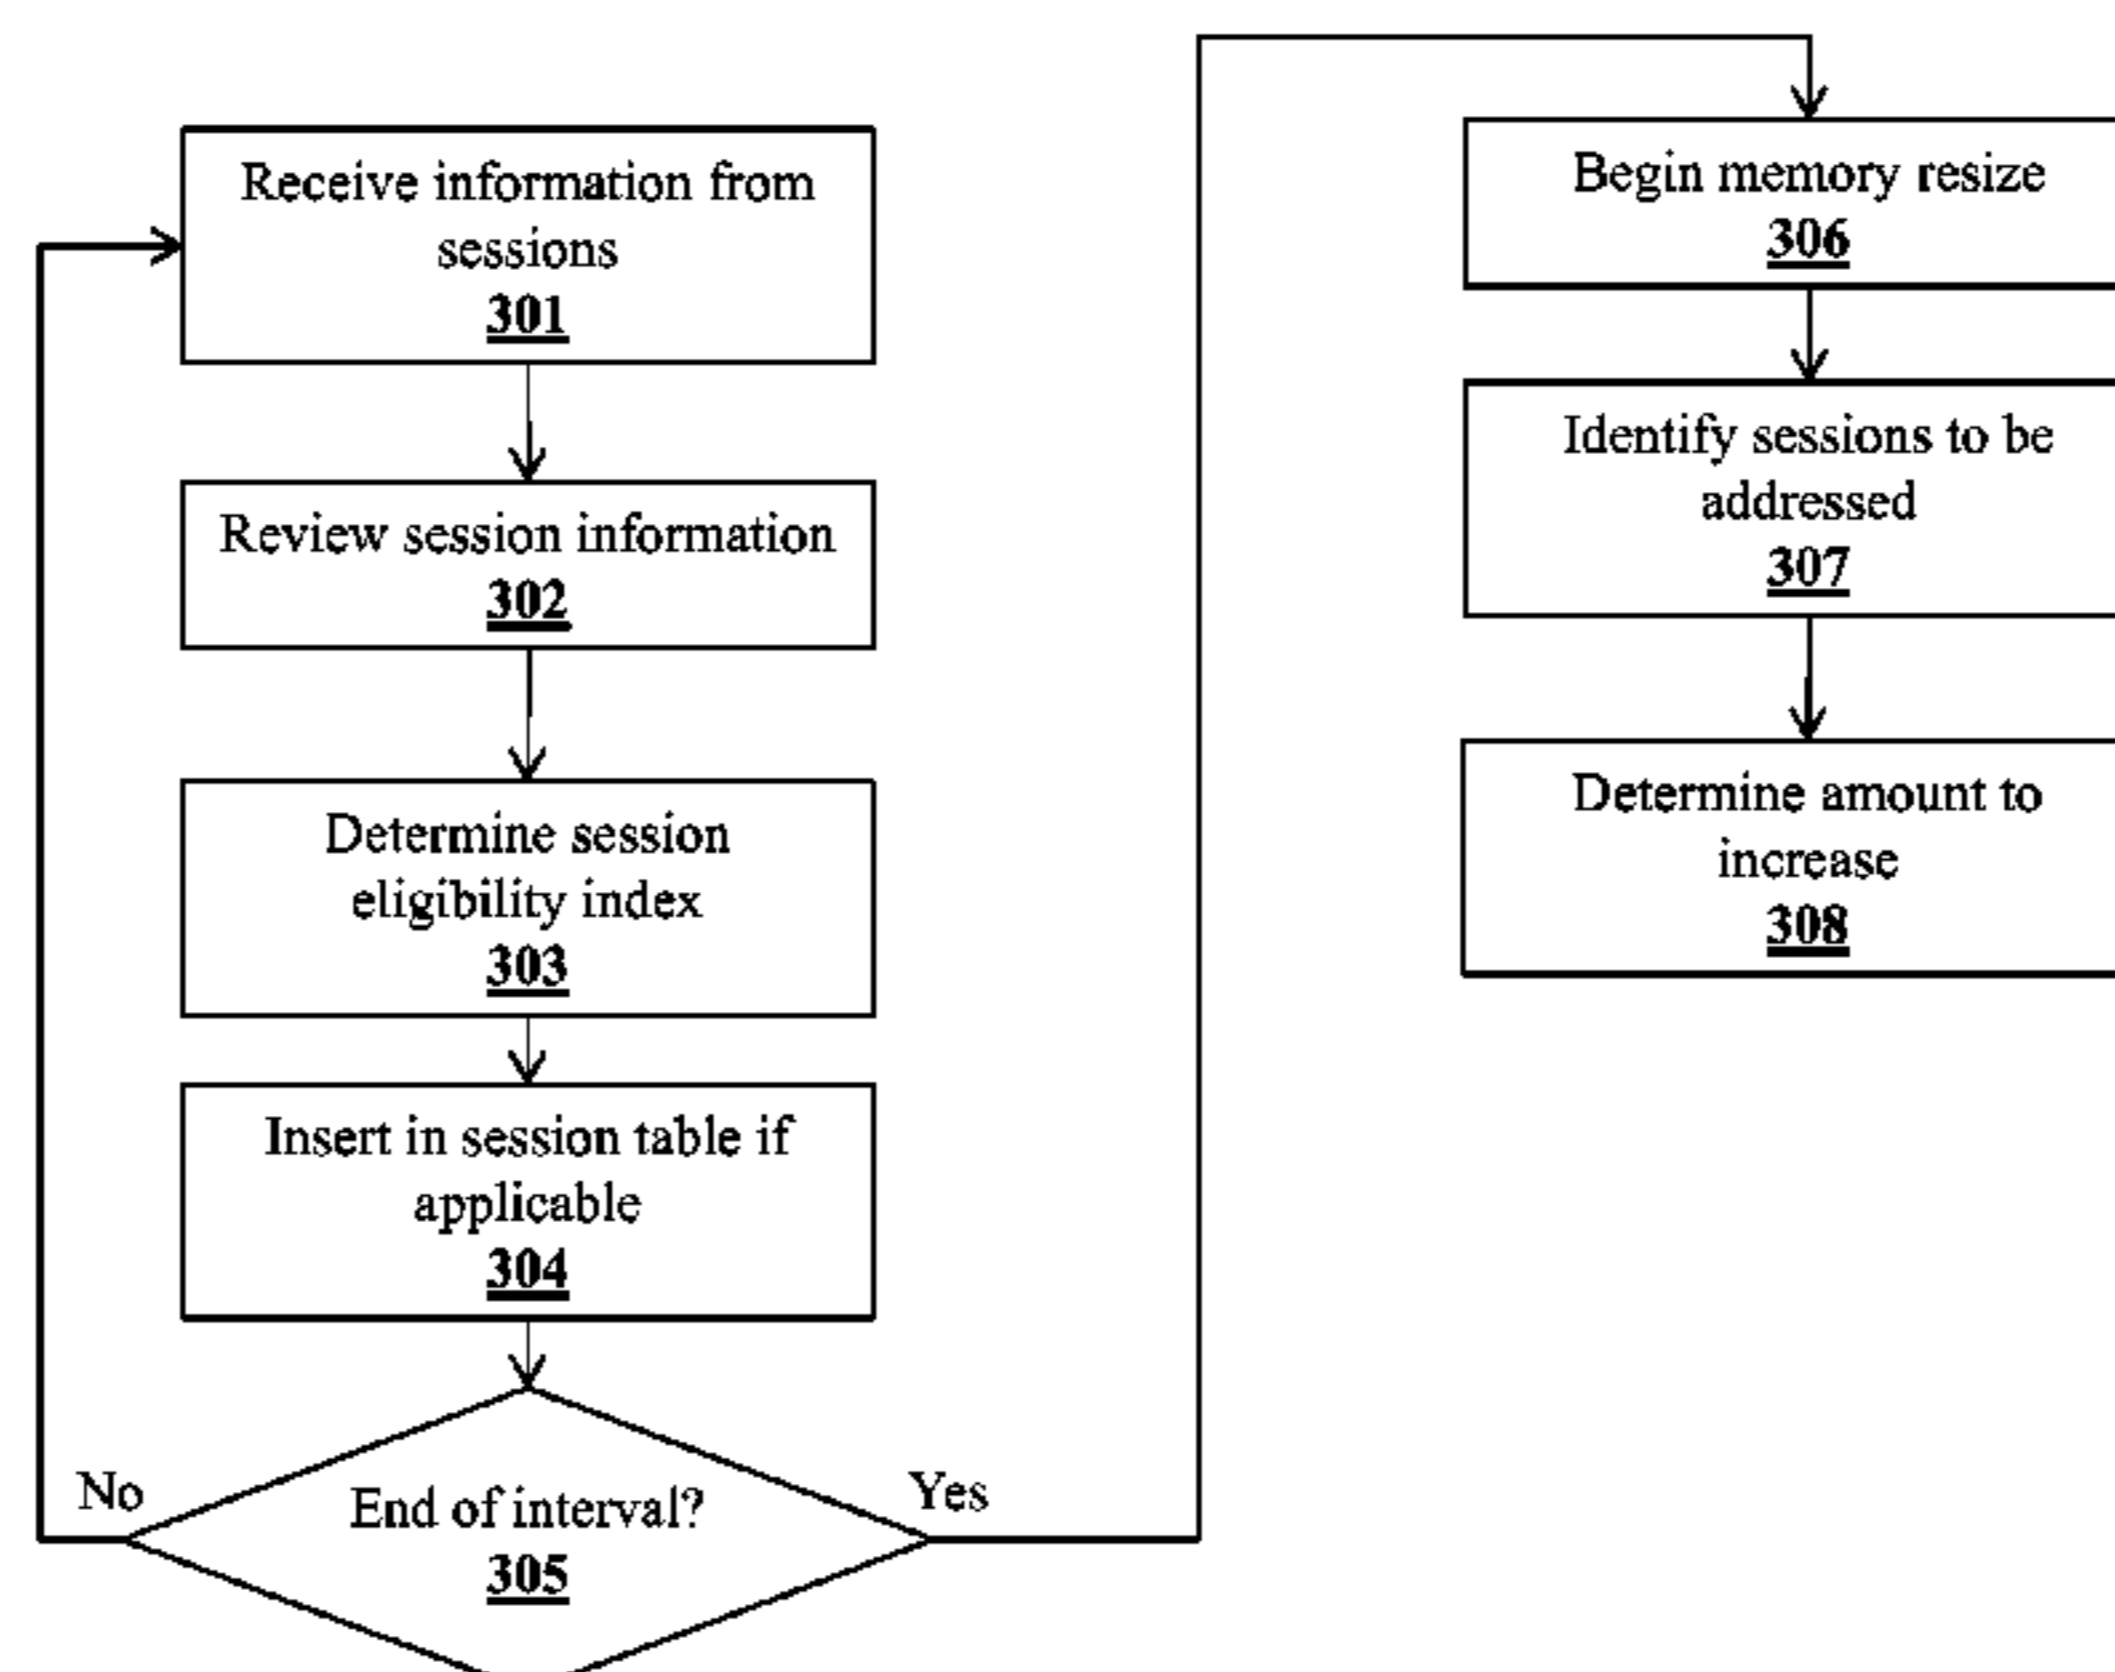 Receive information from
sessions
301
Review session information
302
Determine session
eligibility index
303
Insert in session table if
applicable
304
No
End of interval?
305
Yes
Begin memory resize
306
Identify sessions to be
addressed
307
Determine amount to
increase
308